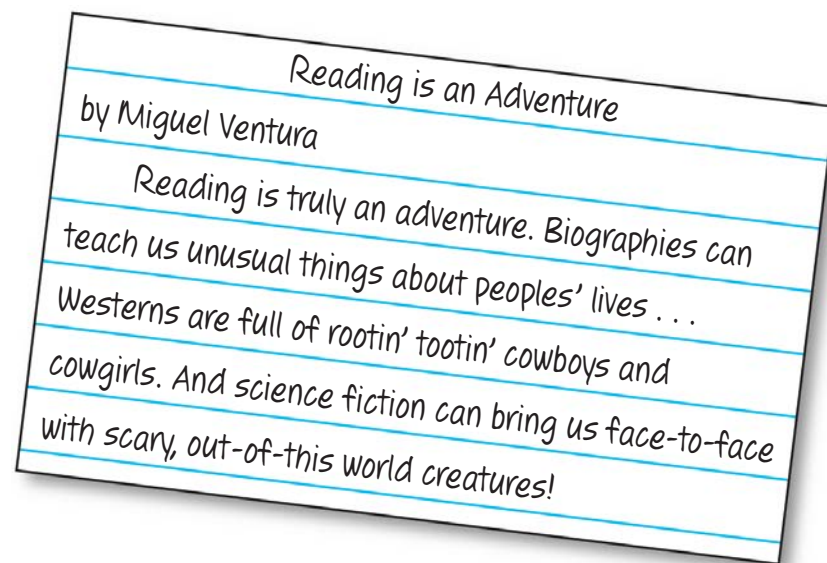 Reading is an Adventure
by Miguel Ventura
Reading is truly an adventure. Biographies can
teach us unusual things about peoples’ lives . . .
Westerns are full of rootin’ tootin’ cowboys and
cowgirls. And science fiction can bring us face-to-face
with scary, out-of-this world creatures!